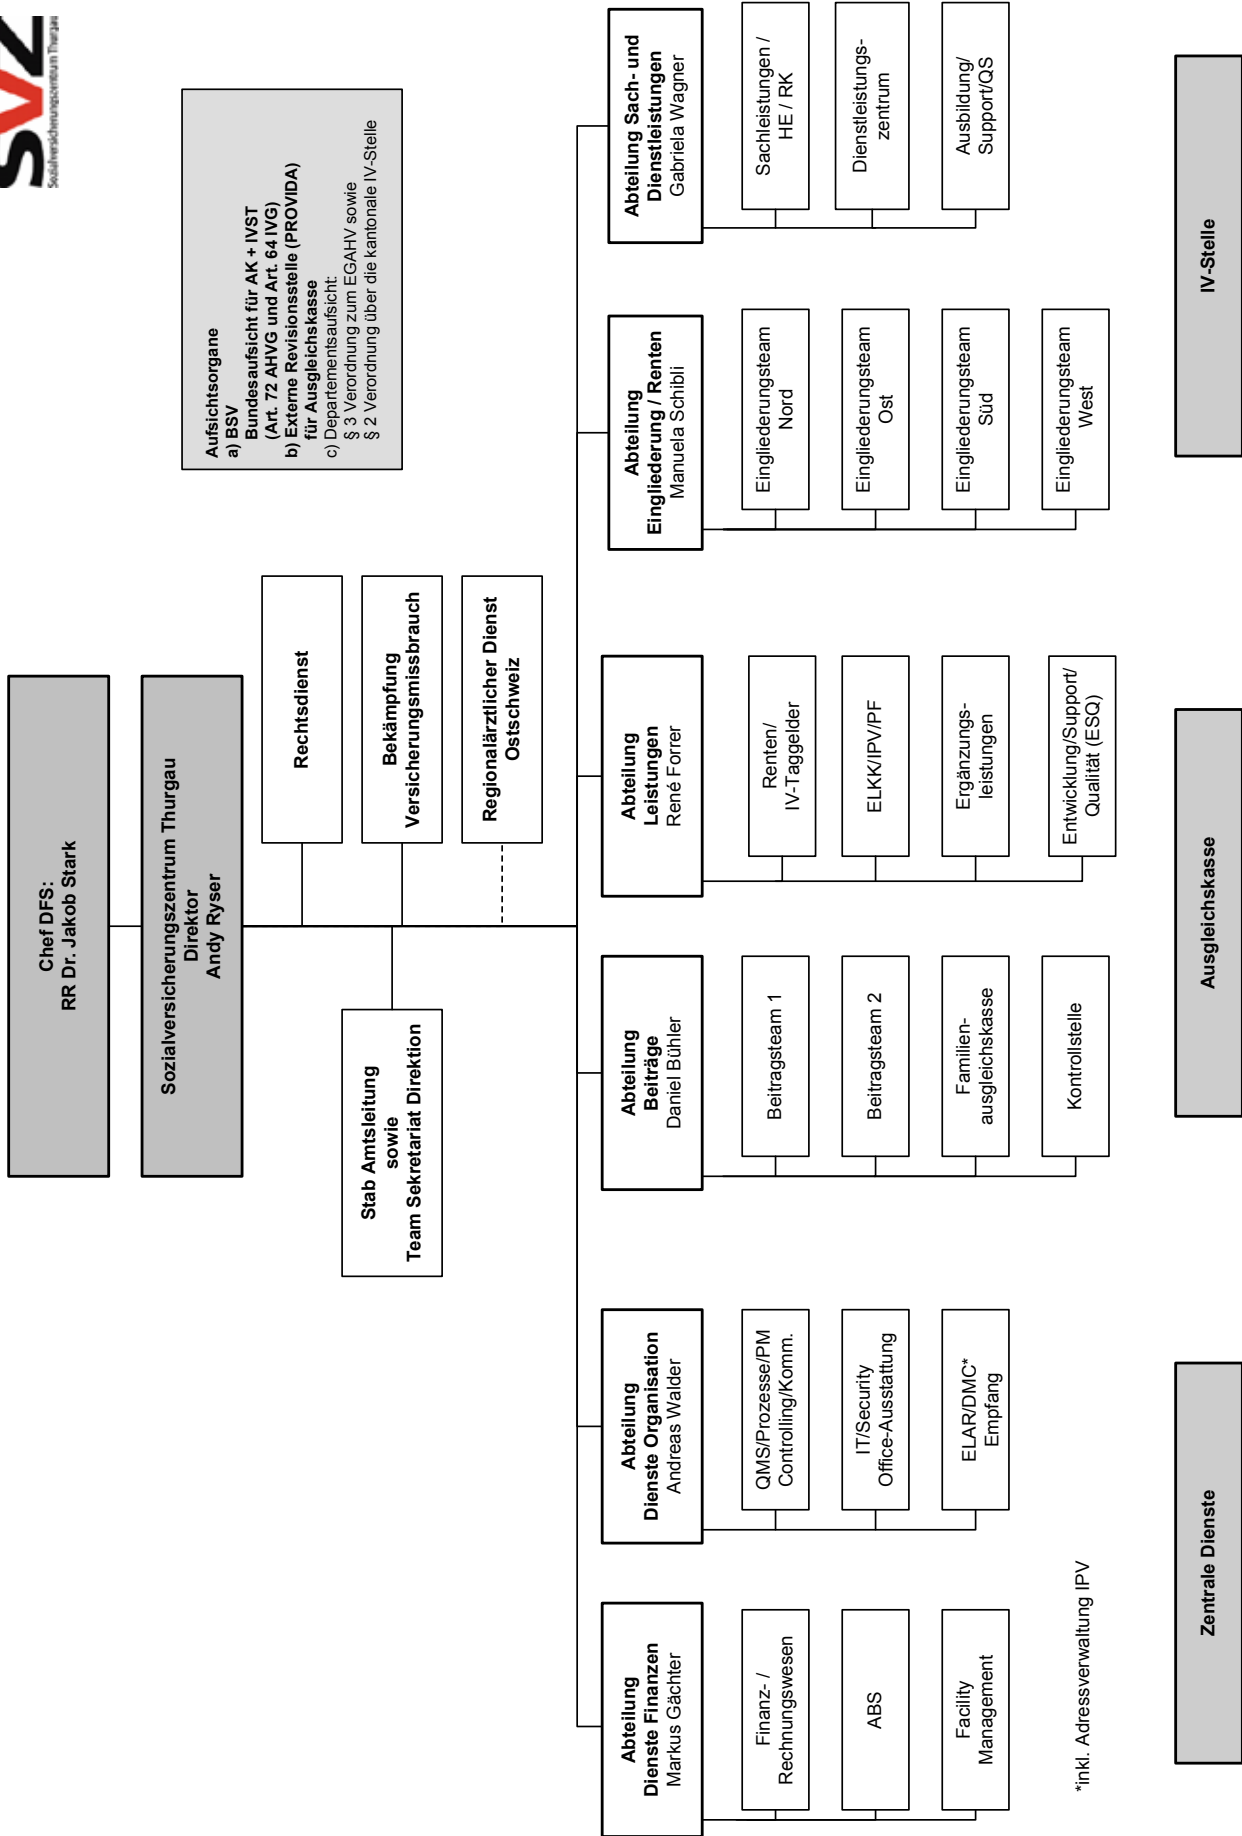 SVZ
Sozialversicherungszentrum Thurgau
Chef DFS:
RR Dr. Jakob Stark
Sozialversicherungszentrum Thurgau
Direktor
Andy Ryser
Aufsichtsorgane
a) BSV
Bundesaufsicht für AK + IVST
(Art. 72 AHVG und Art. 64 IVG)
b) Externe Revisionsstelle (PROVIDA)
für Ausgleichskasse
c) Departementsaufsicht:
§ 3 Verordnung zum EGAHV sowie
§ 2 Verordnung über die kantonale IV-Stelle
Rechtsdienst
Stab Amtsleitung
sowie
Team Sekretariat Direktion
Bekämpfung
Versicherungsmissbrauch
Regionalärztlicher Dienst
Ostschweiz
Abteilung
Dienste Finanzen
Markus Gächter
Finanz- /
Rechnungswesen
ABS
Facility
Management
Abteilung
Dienste Organisation
Andreas Walder
QMS/Prozesse/PM
Controlling/Komm.
IT/Security
Office-Ausstattung
ELAR/DMC*
Empfang
Abteilung
Beiträge
Daniel Bühler
Beitragsteam 1
Beitragsteam 2
Familien-
ausgleichskasse
Kontrollstelle
Abteilung
Leistungen
René Forrer
Renten/
IV-Taggelder
ELKK/IPV/PF
Ergänzungs-
leistungen
Entwicklung/Support/
Qualität (ESQ)
Abteilung
Eingliederung / Renten
Manuela Schibli
Eingliederungsteam
Nord
Eingliederungsteam
Ost
Eingliederungsteam
Süd
Eingliederungsteam
West
Abteilung Sach- und
Dienstleistungen
Gabriela Wagner
Sachleistungen /
HE / RK
Dienstleistungs-
zentrum
Ausbildung/
Support/QS
*inkl. Adressverwaltung IPV
Zentrale Dienste
Ausgleichskasse
IV-Stelle